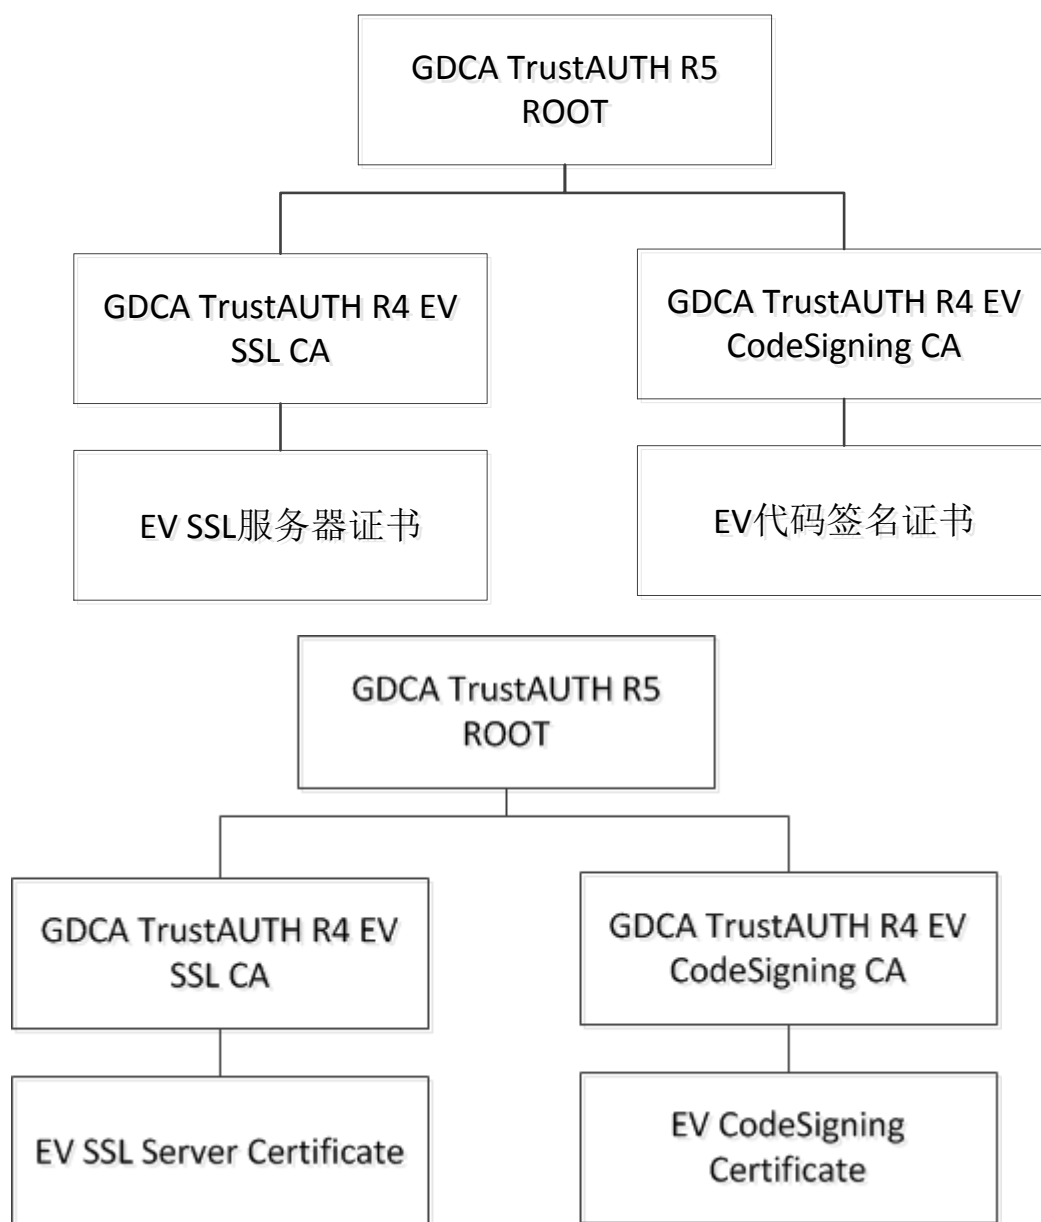 GDCA TrustAUTH R5
ROOT
GDCA TrustAUTH R4 EV
SSL CA
GDCA TrustAUTH R4 EV
CodeSigning CA
EV SSL服务器证书
EV代码签名证书
GDCA TrustAUTH R5
ROOT
GDCA TrustAUTH R4 EV
SSL CA
GDCA TrustAUTH R4 EV
CodeSigning CA
EV SSL Server Certificate
EV CodeSigning
Certificate